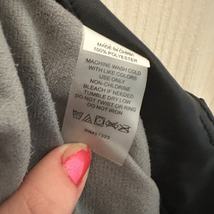 MADE IN CHINA
100% POLYESTER
MACHINE WASH COLD
WITH LIKE COLORS
USE ONLY
NON-CHLORINE
BLEACH IF NEEDED
TUMBLE DRY LOW
DO NOT TWIST OR RING
DO NOT IRON